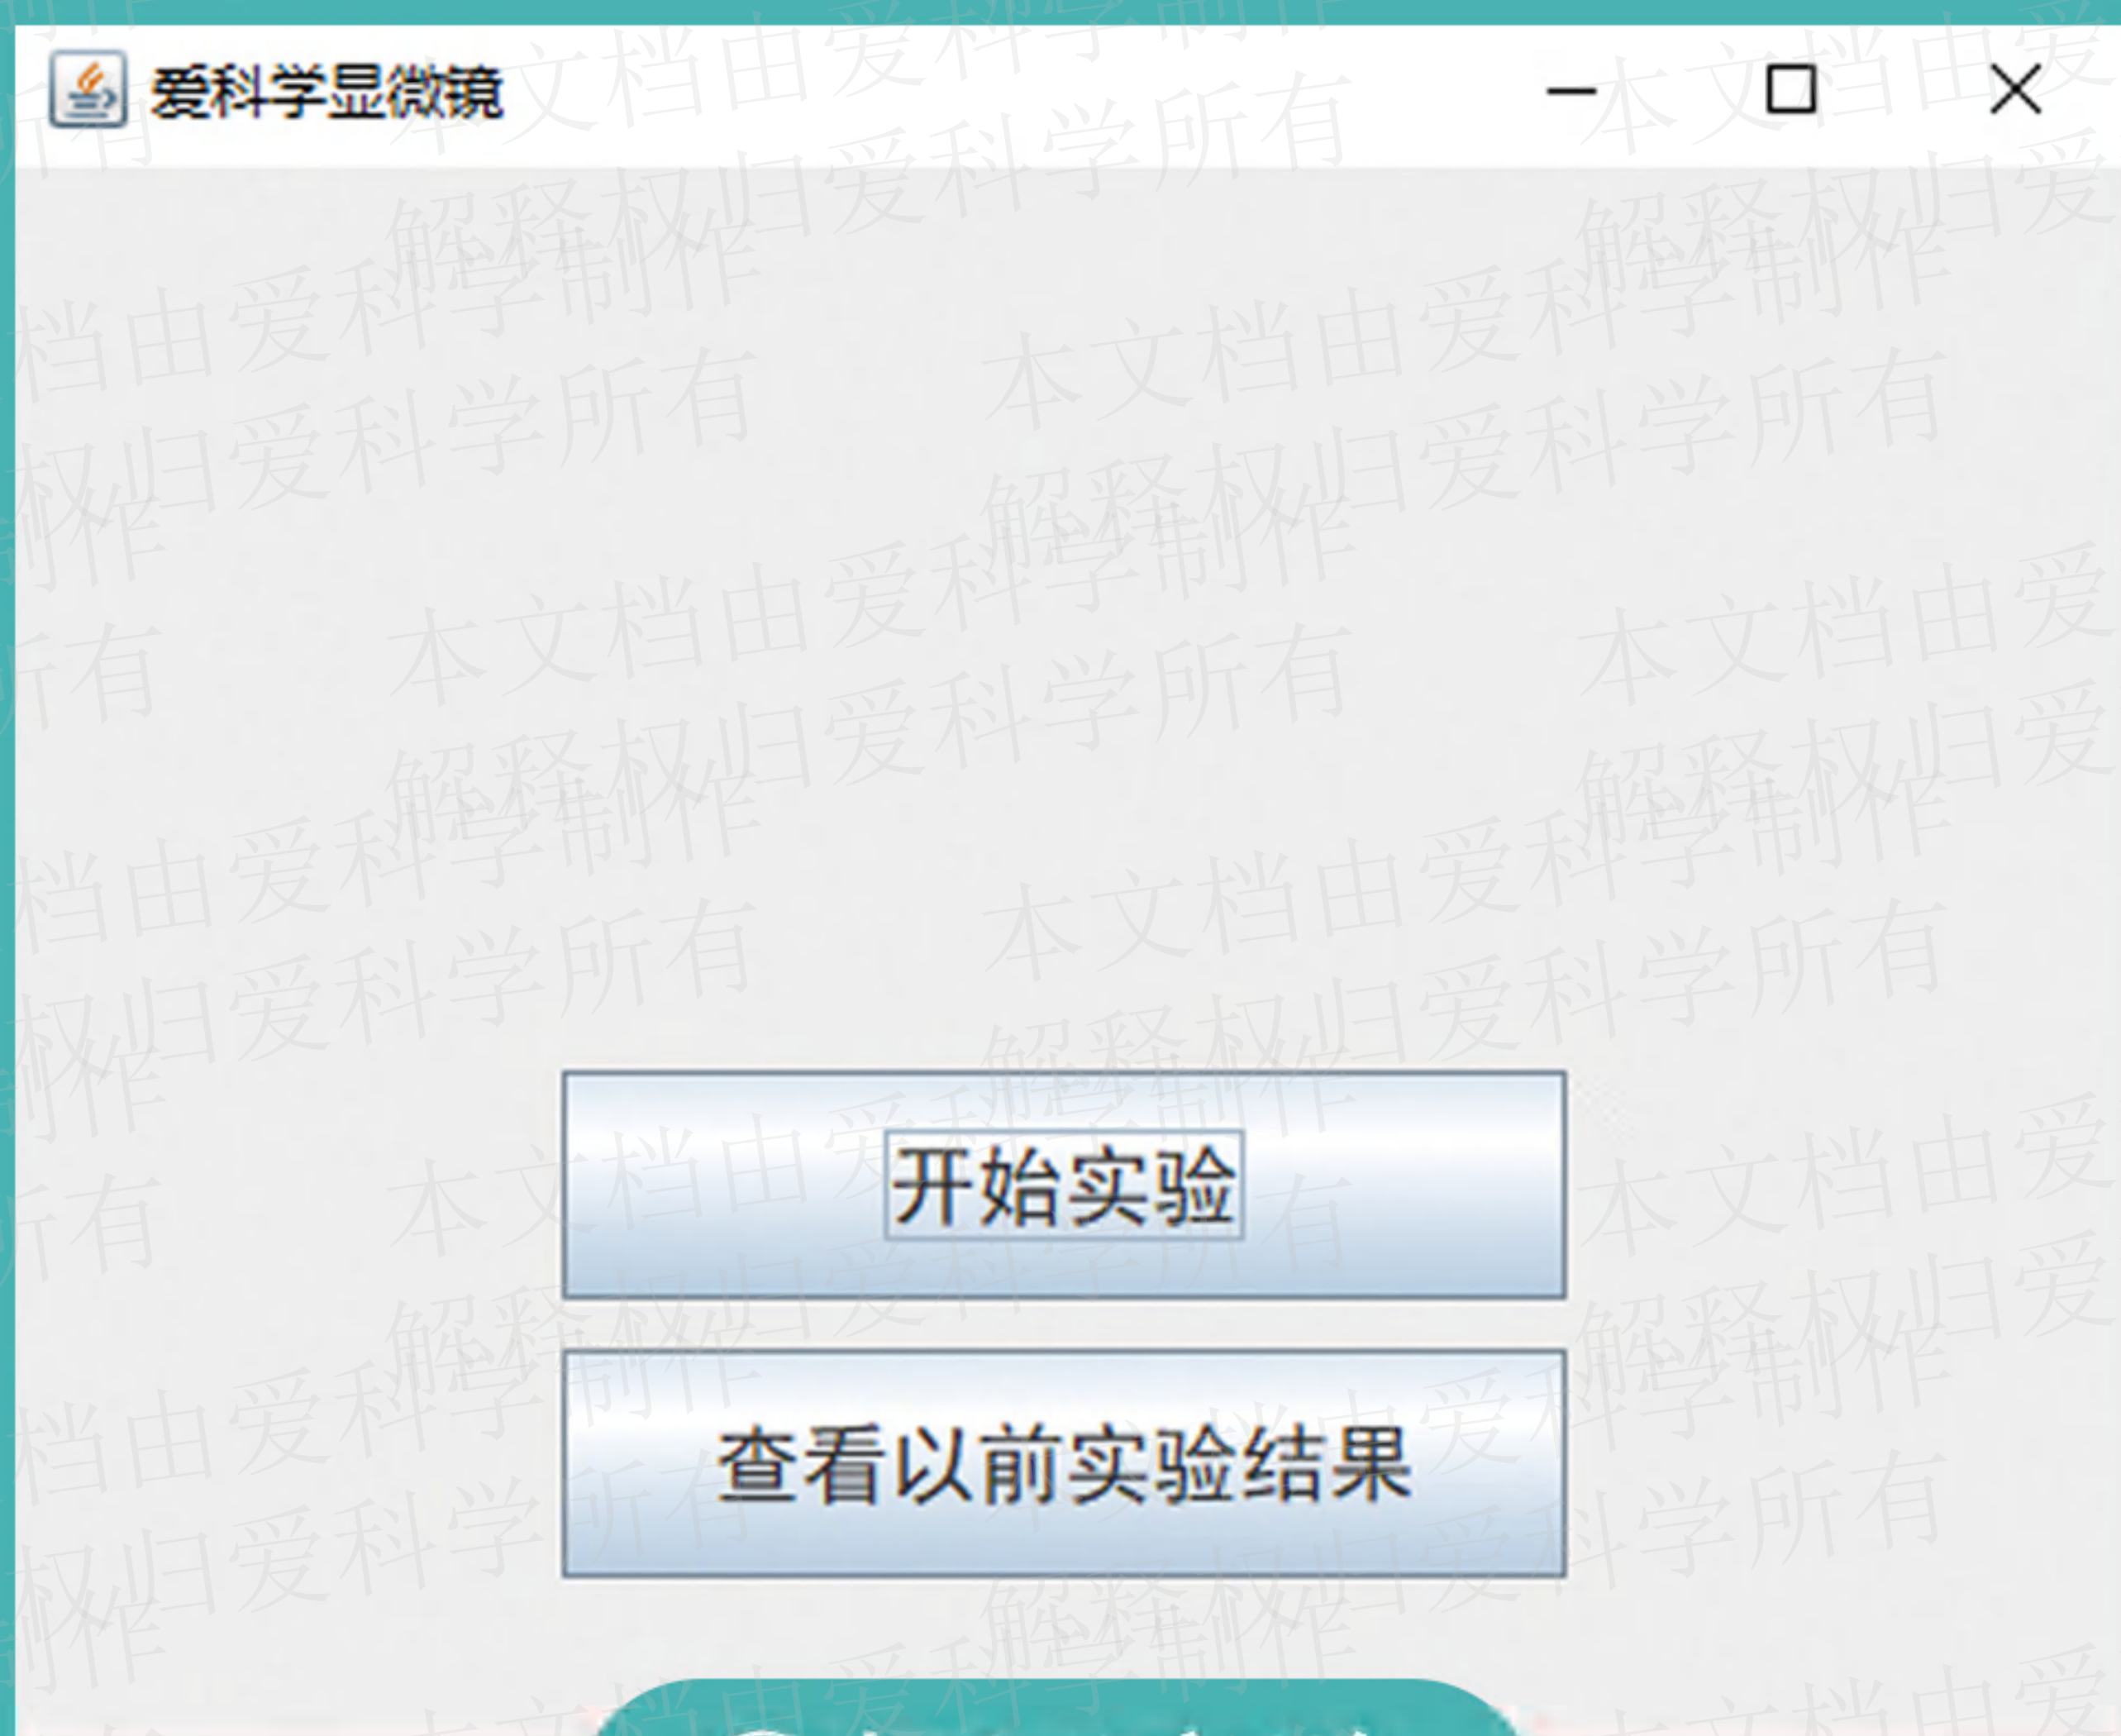 爱科学显微镜
开始实验
查看以前实验结果
本文档由爱科学制作
解释权归爱科学所有